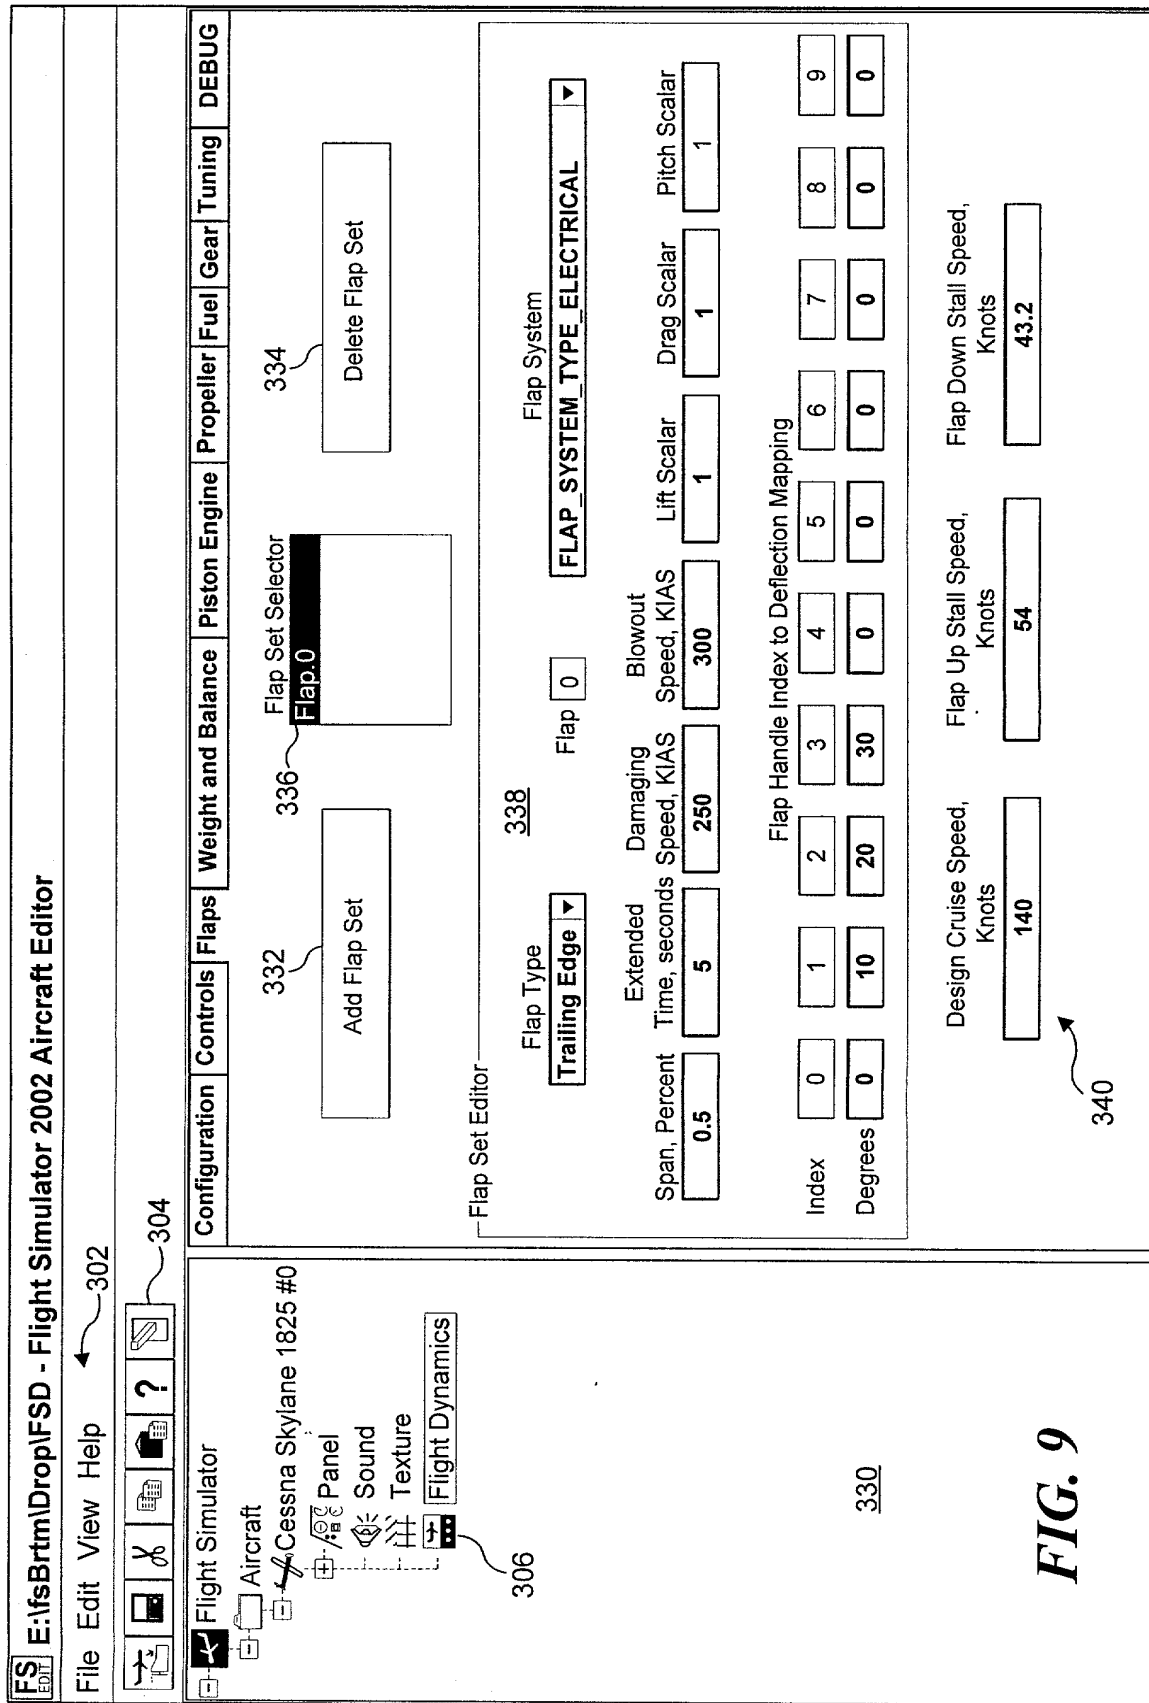 FS EDIT E:\fsBrtm\Drop\FSD - Flight Simulator 2002 Aircraft Editor
File Edit View Help
302
?
304
Flight Simulator
Aircraft
Cessna Skylane 1825 #0
Panel
Sound
Texture
Flight Dynamics
306
330
Configuration Controls Flaps Weight and Balance Piston Engine Propeller Fuel Gear Tuning DEBUG
332
334
Add Flap Set
Flap Set Selector
Flap.0
336
Delete Flap Set
Flap Set Editor
338
Flap Type
Trailing Edge
Flap 0
Flap System
FLAP_SYSTEM_TYPE_ELECTRICAL
Span, Percent
0.5
Extended
Time, seconds
5
Damaging
Speed, KIAS
250
Blowout
Speed, KIAS
300
Lift Scalar
1
Drag Scalar
1
Pitch Scalar
1
Flap Handle Index to Deflection Mapping
Index 0 1 2 3 4 5 6 7 8 9
Degrees 0 10 20 30 0 0 0 0 0 0
Design Cruise Speed,
Knots
140
Flap Up Stall Speed,
Knots
54
Flap Down Stall Speed,
Knots
43.2
340
FIG. 9